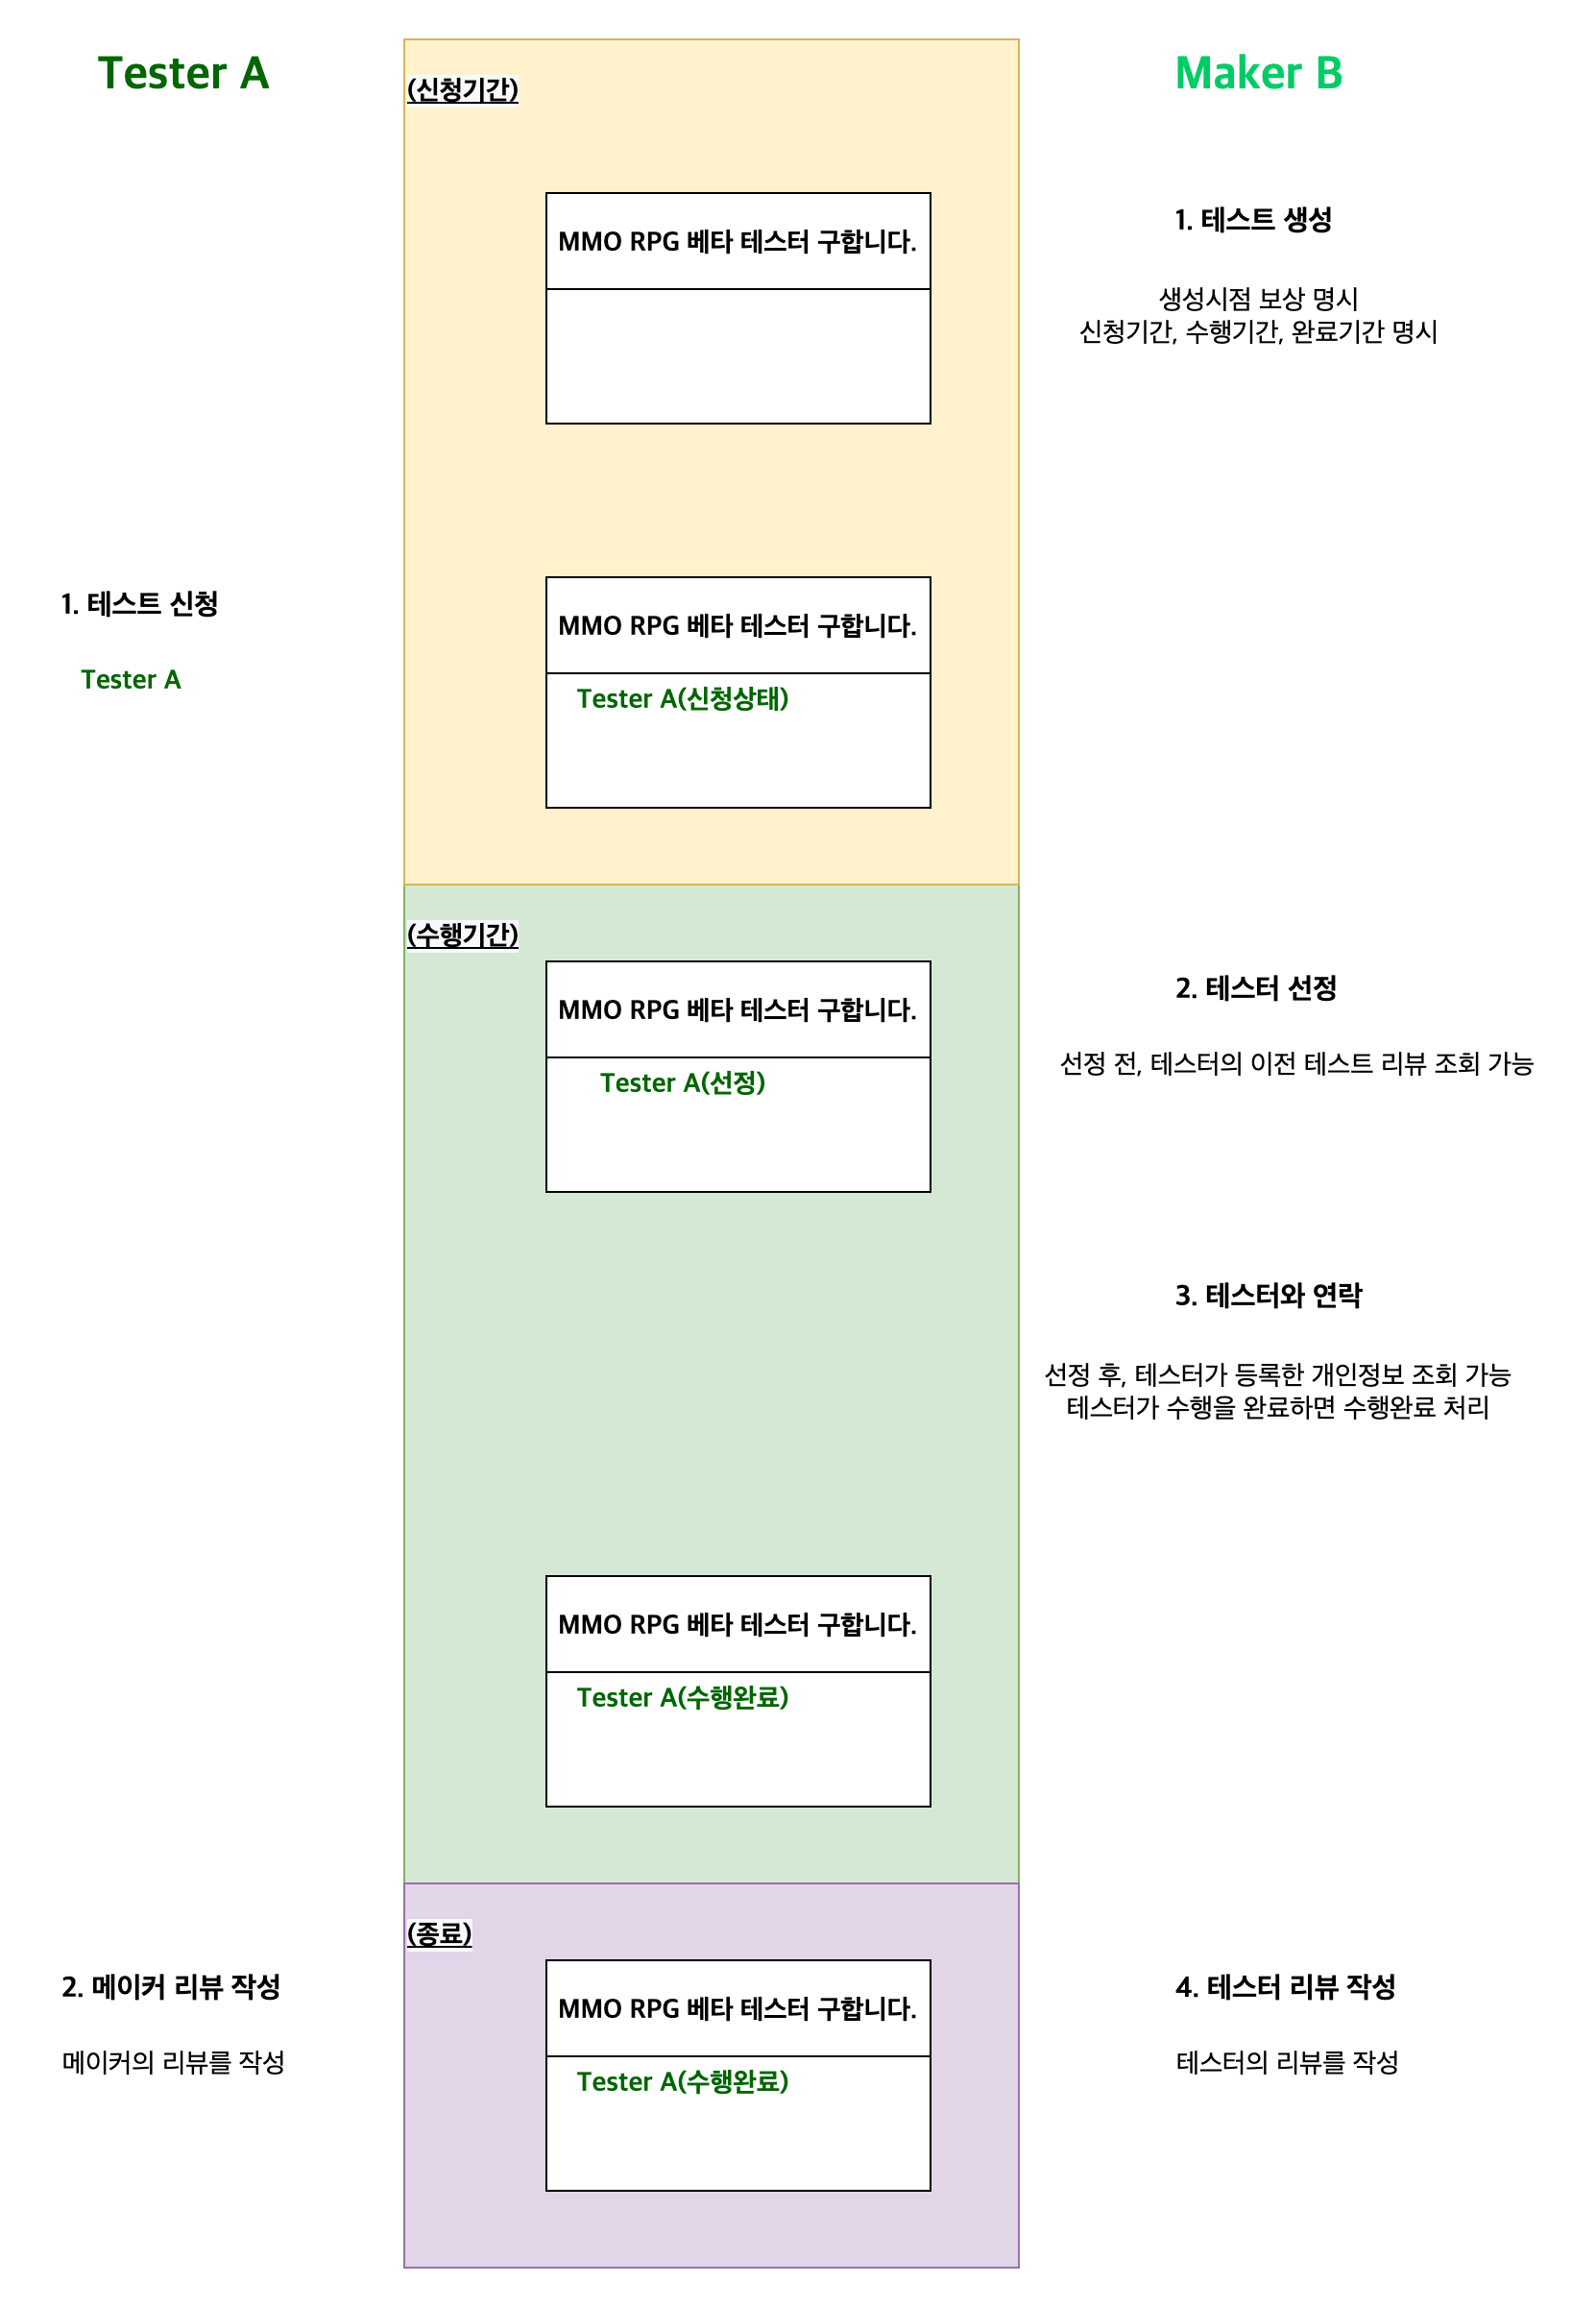 Tester A
Maker B
(신청기간)
1. 테스트 생성
MMO RPG 베타 테스터 구합니다.
생성시점 보상 명시
신청기간, 수행기간, 완료기간 명시
1. 테스트 신청
MMO RPG 베타 테스터 구합니다.
Tester A
Tester A(신청상태)
(수행기간)
2. 테스터 선정
MMO RPG 베타 테스터 구합니다.
선정 전, 테스터의 이전 테스트 리뷰 조회 가능
Tester A(선정)
3. 테스터와 연락
선정 후, 테스터가 등록한 개인정보 조회 가능
테스터가 수행을 완료하면 수행완료 처리
MMO RPG 베타 테스터 구합니다.
Tester A(수행완료)
(종료)
2. 메이커 리뷰 작성
4. 테스터 리뷰 작성
MMO RPG 베타 테스터 구합니다.
메이커의 리뷰를 작성
테스터의 리뷰를 작성
Tester A(수행완료)